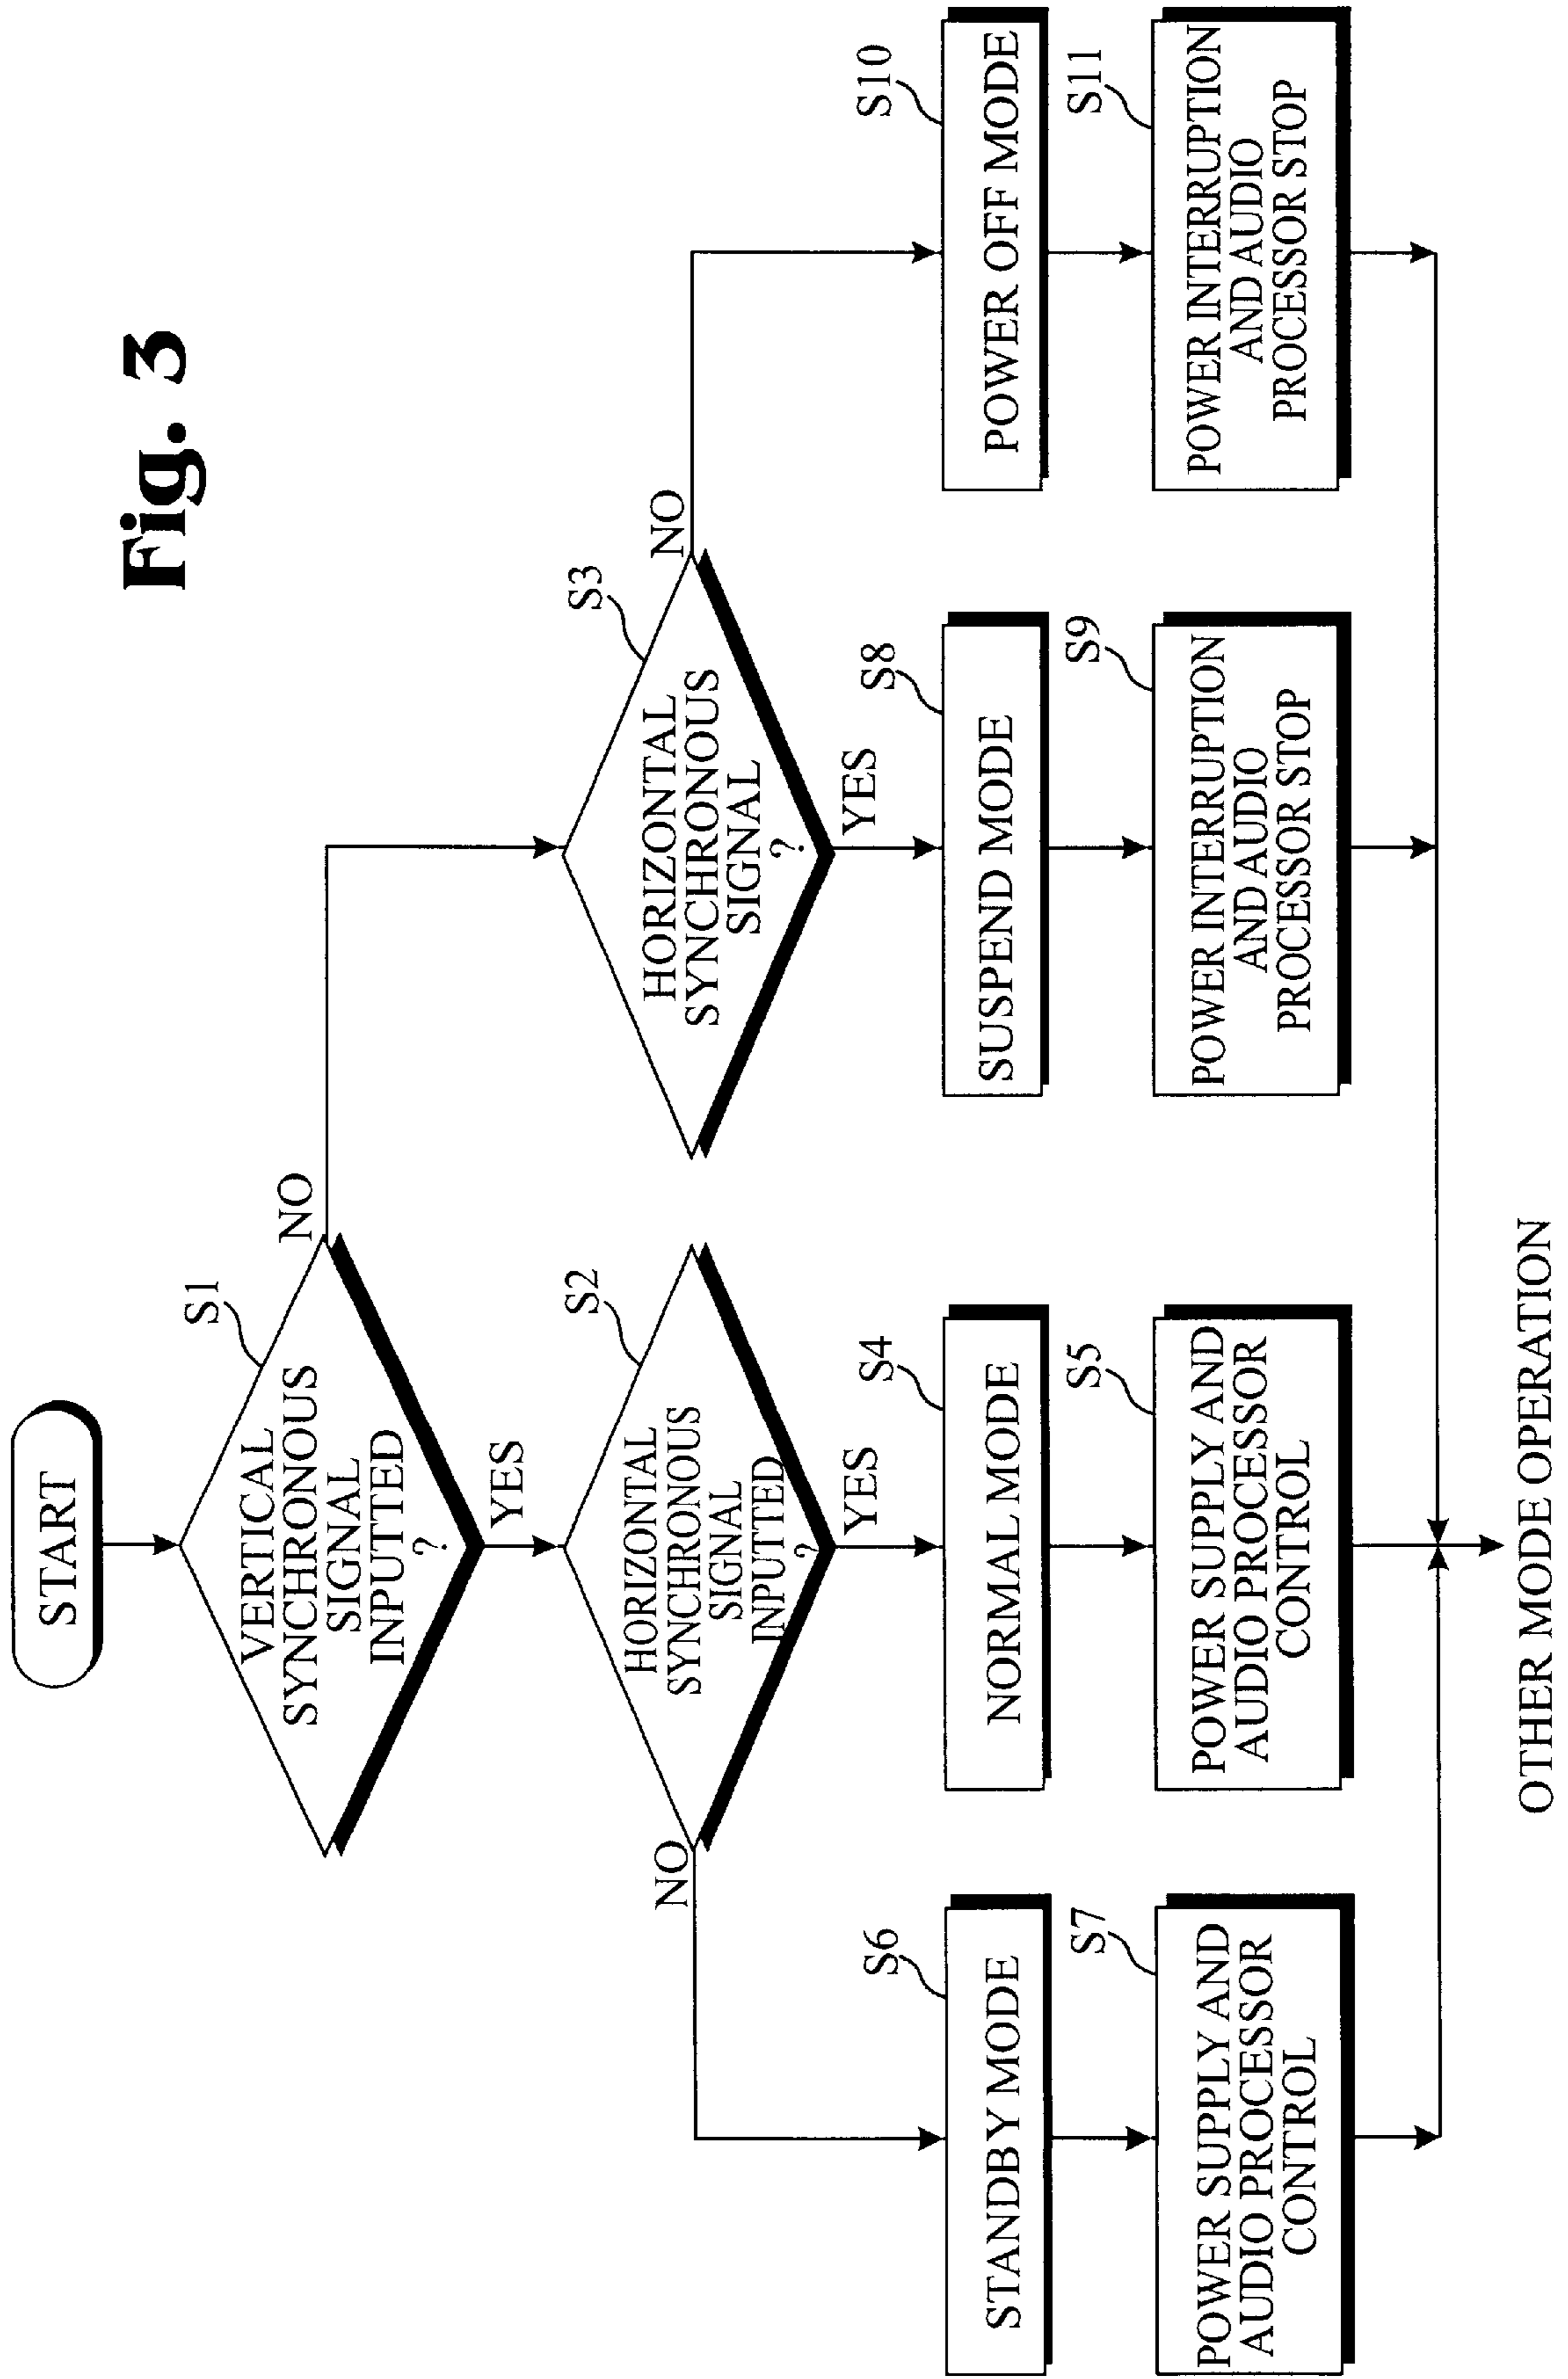 Fig. 3
START
S1
VERTICAL
SYNCHRONOUS
SIGNAL
INPUTTED
?
NO
YES
S2
HORIZONTAL
SYNCHRONOUS
SIGNAL
INPUTTED
?
NO
YES
S3
HORIZONTAL
SYNCHRONOUS
SIGNAL
?
NO
YES
S6
STANDBY MODE
S4
NORMAL MODE
S8
SUSPEND MODE
S10
POWER OFF MODE
S7
POWER SUPPLY AND
AUDIO PROCESSOR
CONTROL
S5
POWER SUPPLY AND
AUDIO PROCESSOR
CONTROL
S9
POWER INTERRUPTION
AND AUDIO
PROCESSOR STOP
S11
POWER INTERRUPTION
AND AUDIO
PROCESSOR STOP
OTHER MODE OPERATION